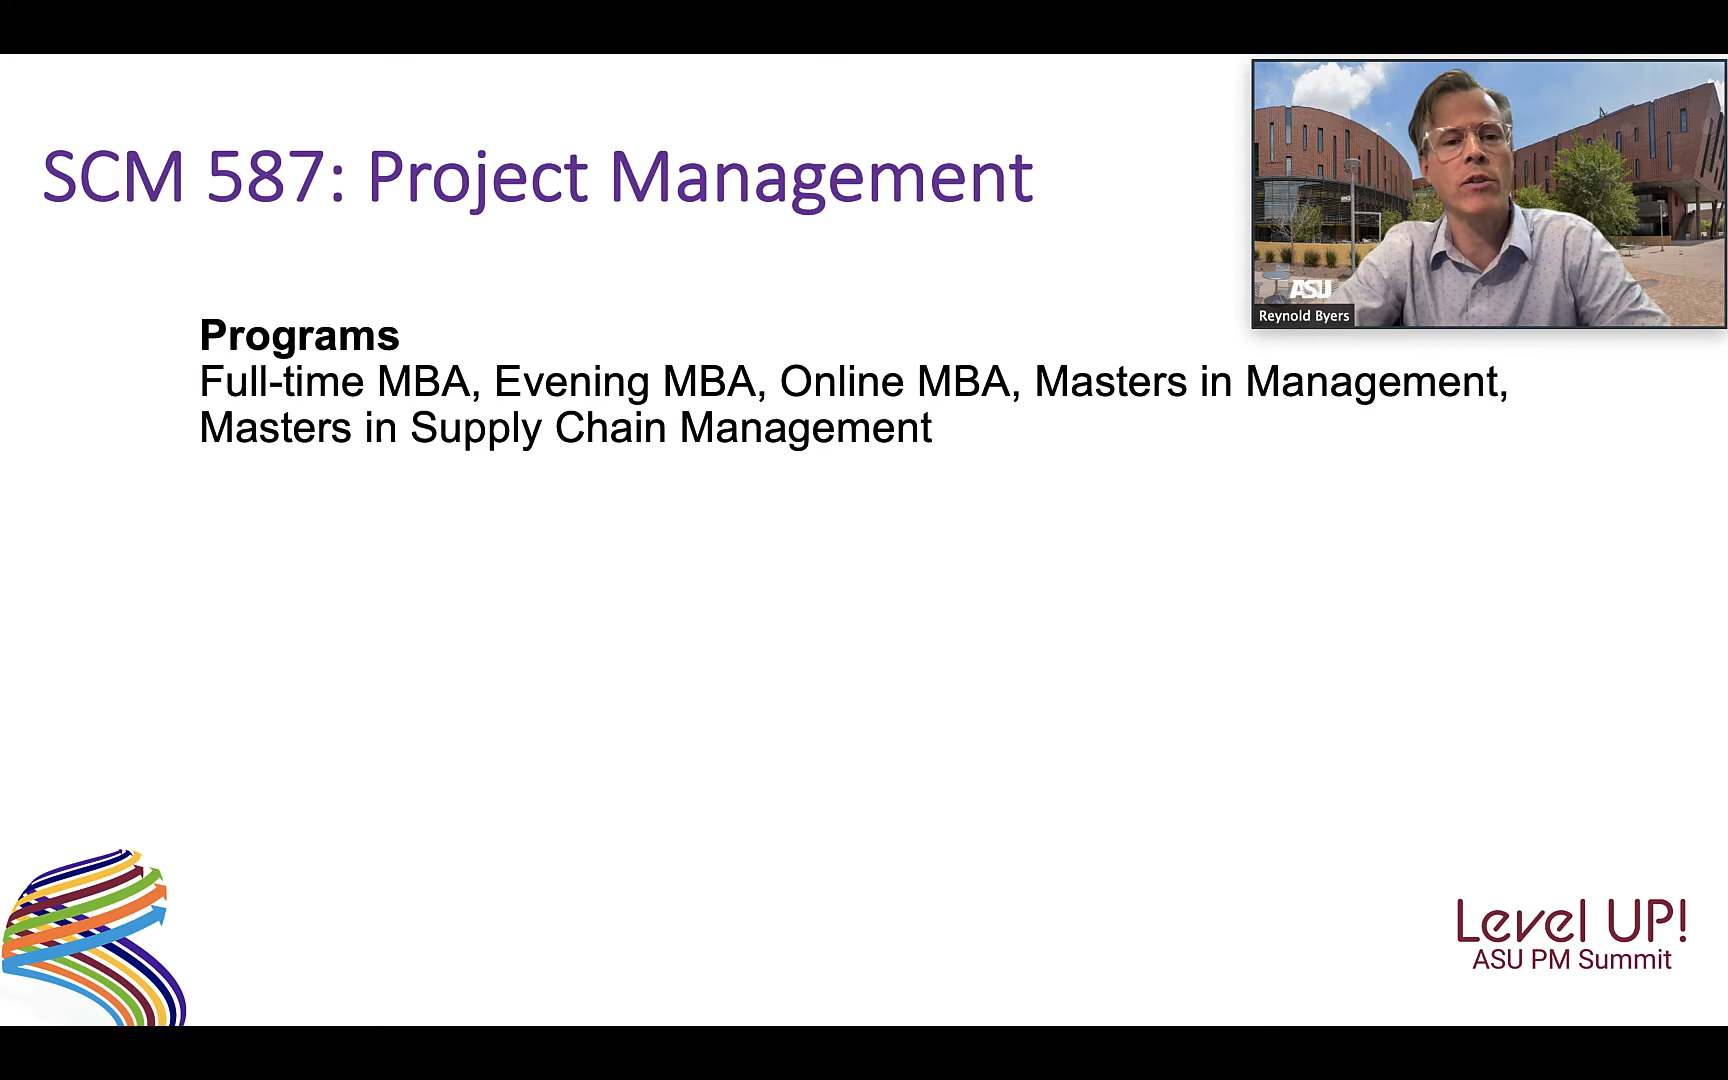 SCM 587: Project Management
ASU
Reynold Byers
Programs
Full-time MBA, Evening MBA, Online MBA, Masters in Management,
Masters in Supply Chain Management
Level UP!
ASU PM Summit